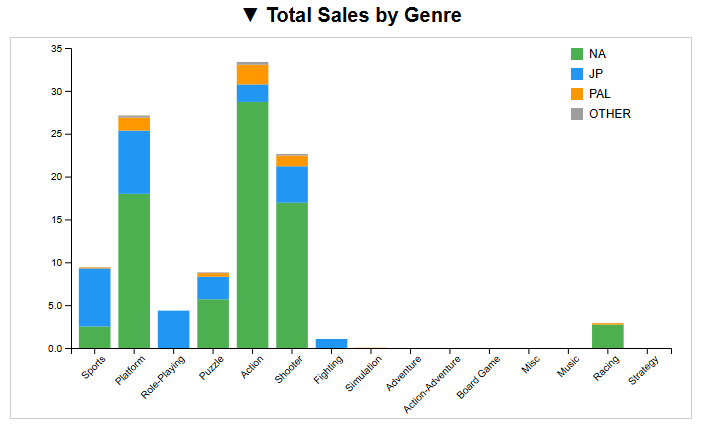 ▼ Total Sales by Genre
NA
JP
PAL
OTHER
35
30
25
20
15
10
5.0
0.0
Sports
Platform
Role-Playing
Puzzle
Action
Shooter
Fighting
Simulation
Adventure
Action-Adventure
Board Game
Misc
Music
Racing
Strategy